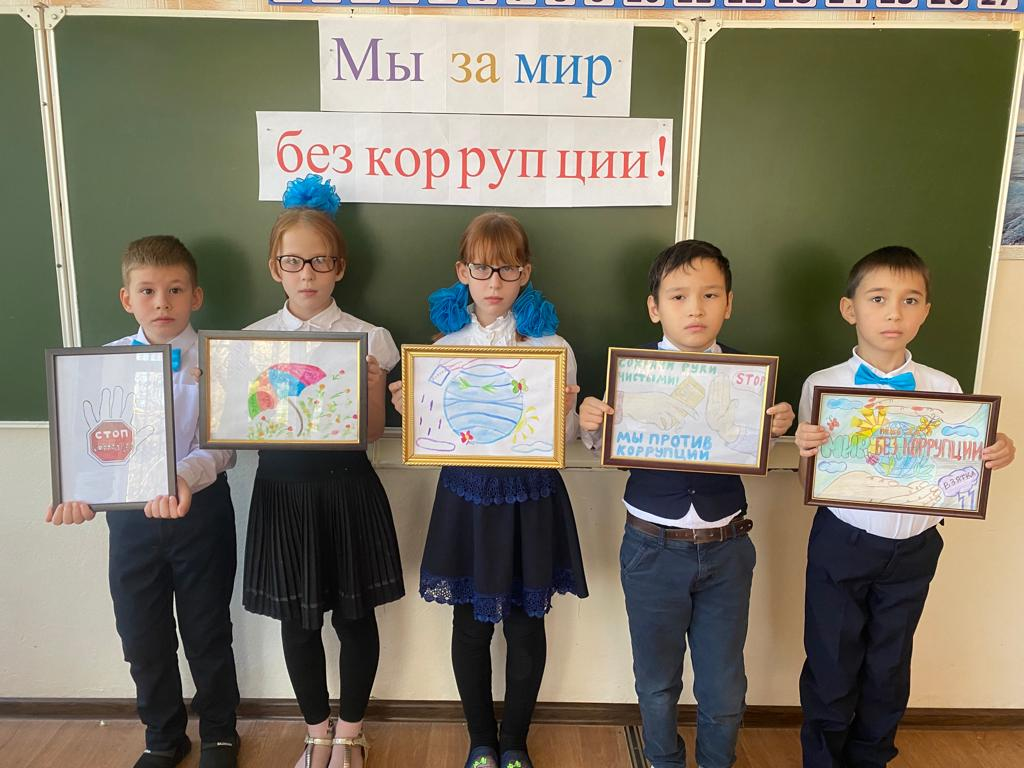 Мы за мир
без коррупции!
СТОП
СОХРАНИ РУКИ
ЧИСТЫМИ!
STOP
МЫ ПРОТИВ
КОРРУПЦИИ
МИР БЕЗ КОРРУПЦИИ
ВЗЯТКА